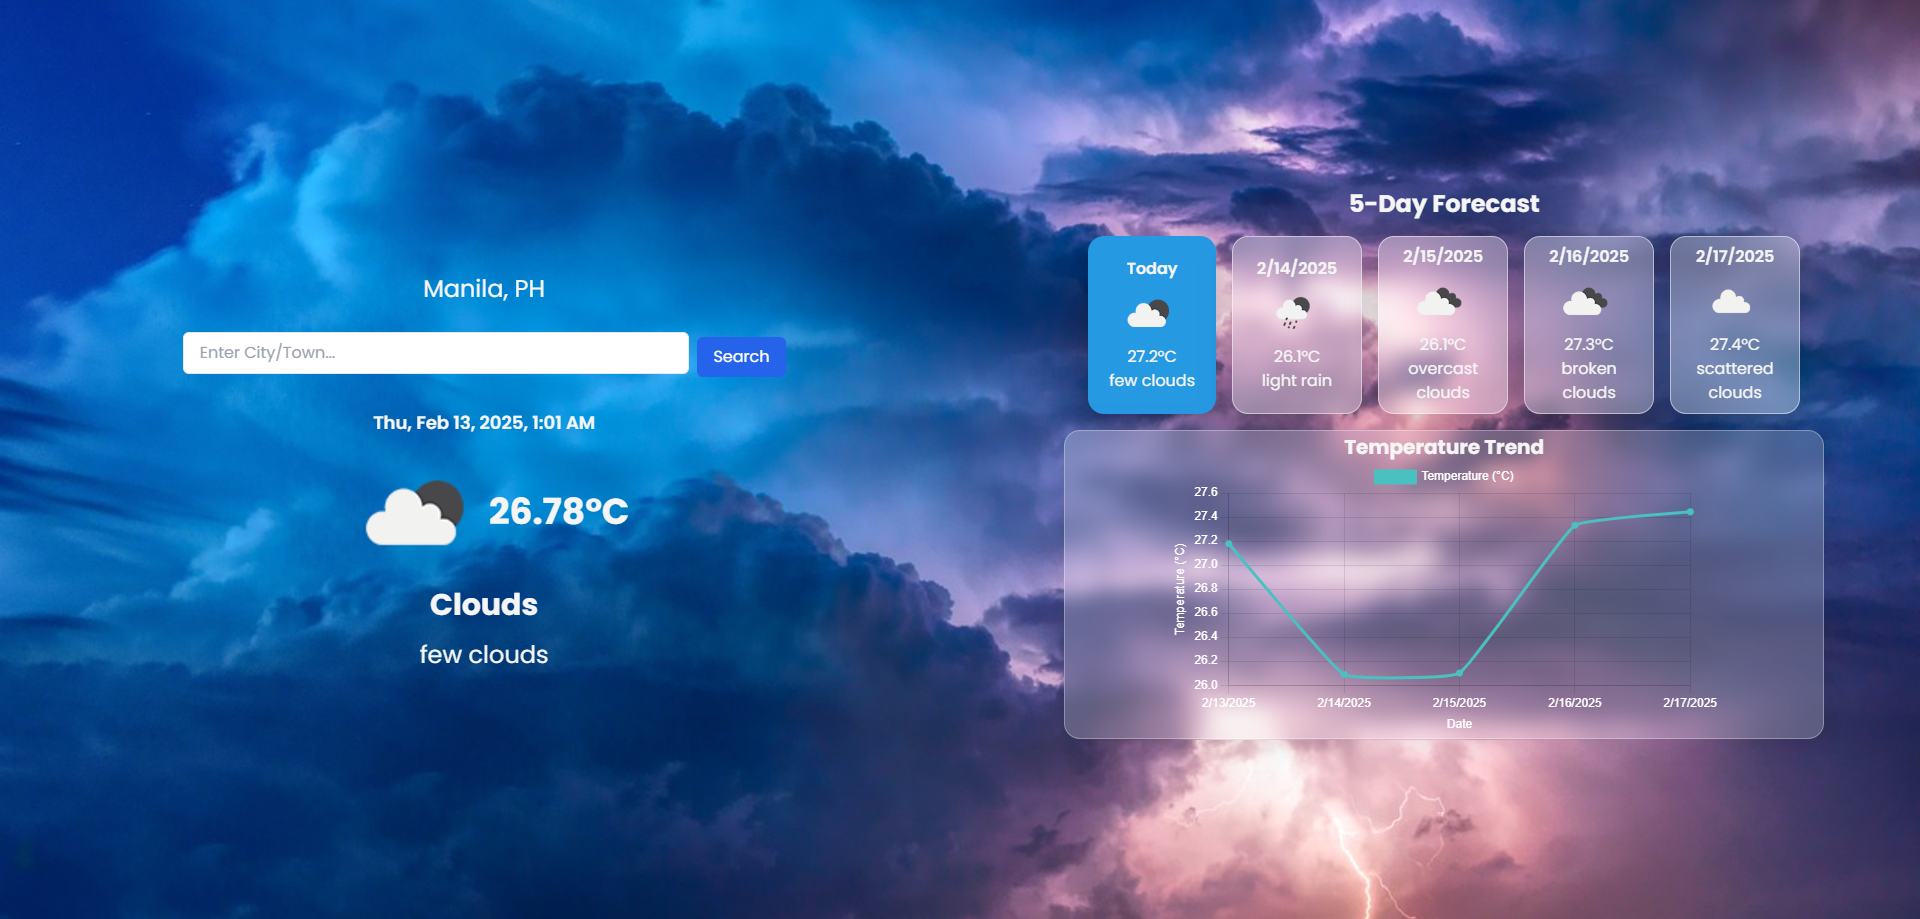 Manila, PH
Enter City/Town...
Search
Thu, Feb 13, 2025, 1:01 AM
26.78°C
Clouds
few clouds
5-Day Forecast
Today
27.2°C
few clouds
2/14/2025
26.1°C
light rain
2/15/2025
26.1°C
overcast
clouds
2/16/2025
27.3°C
broken
clouds
2/17/2025
27.4°C
scattered
clouds
Temperature Trend
Temperature (°C)
27.6
27.4
27.2
27.0
26.8
26.6
26.4
26.2
26.0
Temperature (°C)
2/13/2025
2/14/2025
2/15/2025
2/16/2025
2/17/2025
Date